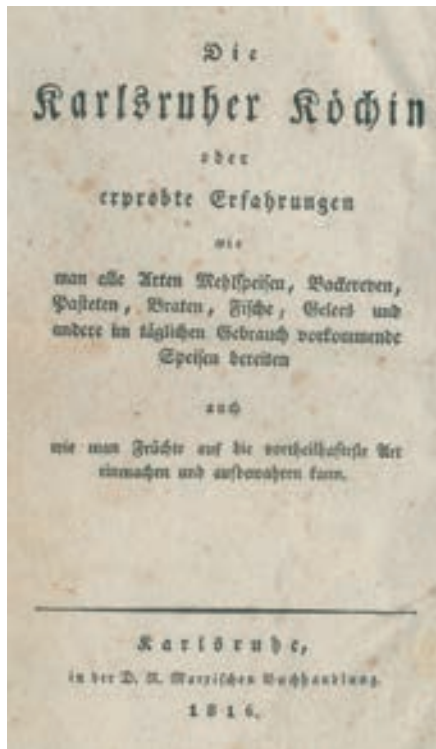 Die
Karlsruher Köchin
oder
erprobte Erfahrungen
wie
man alle Arten Mehlspeisen, Backereyen,
Pasteten, Braten, Fische, Gelees und
andere im täglichen Gebrauch vorkommende
Speisen bereiten
auch
wie man Früchte auf die vortheilhafteste Art
einmachen und aufbewahren kann.
Karlsruhe,
in der D. R. Marxischen Buchhandlung.
1816.